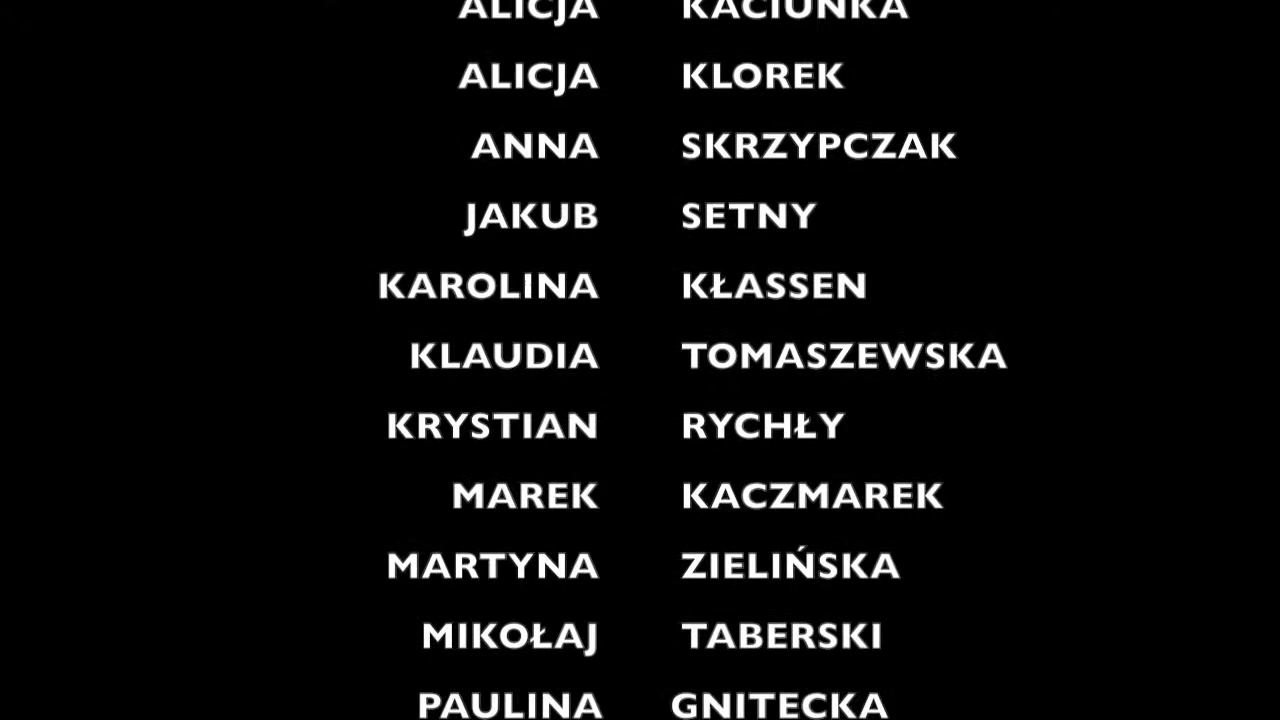 ALICJA KACIUNKA
ALICJA KLOREK
ANNA SKRZYPCZAK
JAKUB SETNY
KAROLINA KŁASSEN
KLAUDIA TOMASZEWSKA
KRYSTIAN RYCHŁY
MAREK KACZMAREK
MARTYNA ZIELIŃSKA
MIKOŁAJ TABERSKI
PAULINA GNITECKA